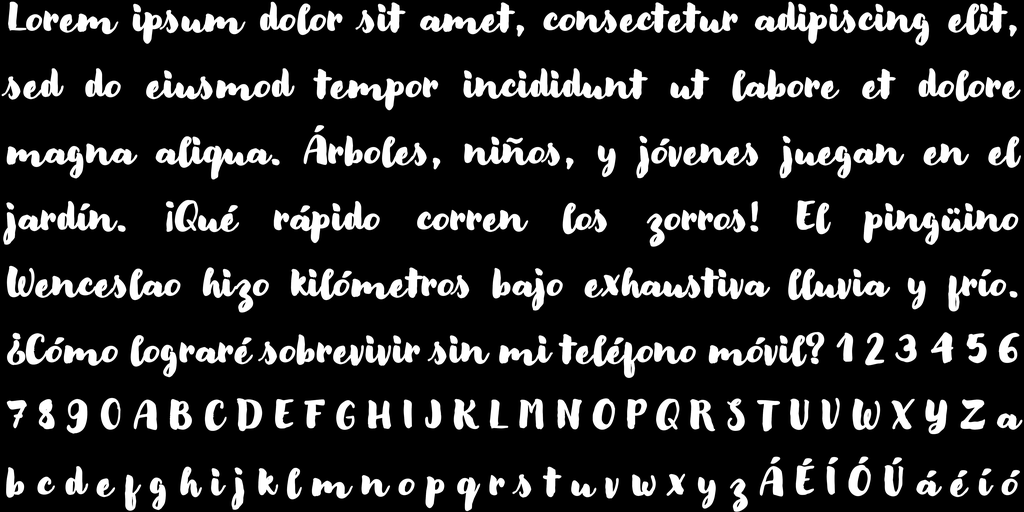 Lorem ipsum dolor sit amet, consectetur adipiscing elit,
sed do eiusmod tempor incididunt ut labore et dolore
magna aliqua. Árboles, niños, y jóvenes juegan en el
jardín. ¡Qué rápido corren los zorros! El pingüino
Wenceslao hizo kilómetros bajo exhaustiva lluvia y frío.
¿Cómo lograré sobrevivir sin mi teléfono móvil? 1 2 3 4 5 6
7 8 9 0 A B C D E F G H I J K L M N O P Q R S T U V W X Y Z a
b c d e f g h i j k l m n o p q r s t u v w x y z Á É Í Ó Ú á é í ó